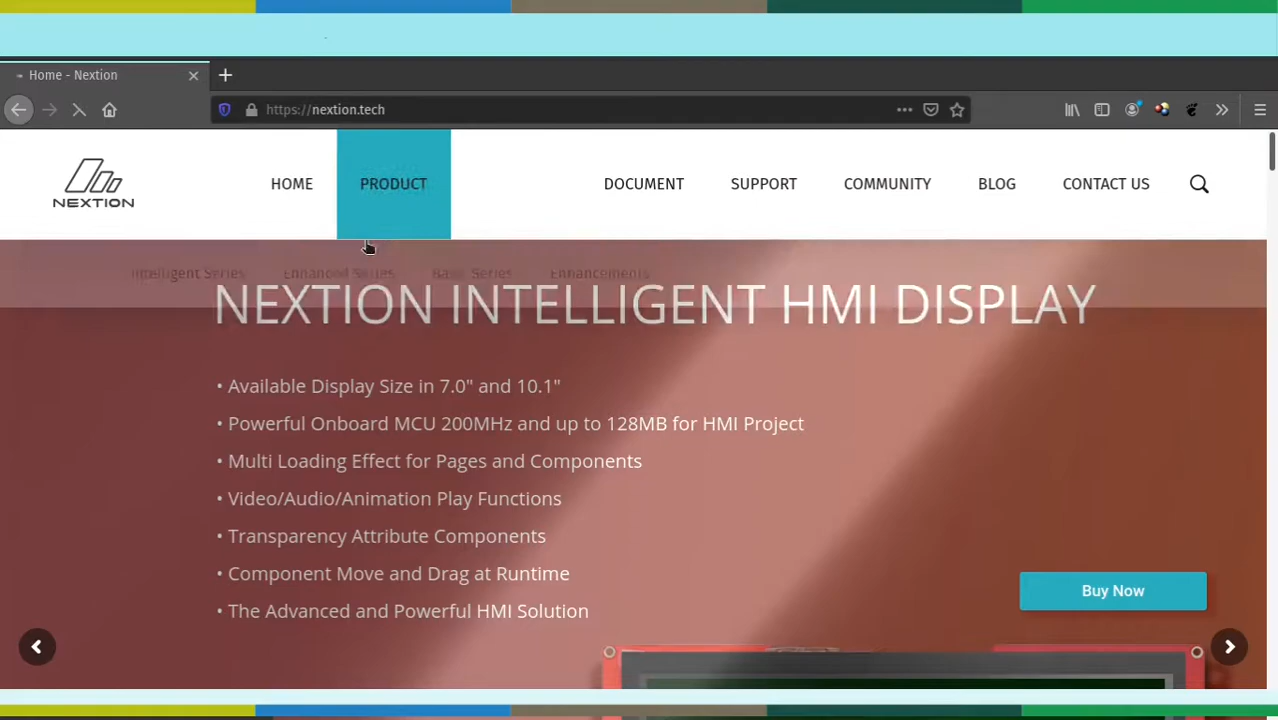 Home - Nextion
https://nextion.tech
NEXTION
HOME
PRODUCT
DOCUMENT
SUPPORT
COMMUNITY
BLOG
CONTACT US
Intelligent Series
Enhanced Series
Basic Series
Enhancements
NEXTION INTELLIGENT HMI DISPLAY
• Available Display Size in 7.0" and 10.1"
• Powerful Onboard MCU 200MHz and up to 128MB for HMI Project
• Multi Loading Effect for Pages and Components
• Video/Audio/Animation Play Functions
• Transparency Attribute Components
• Component Move and Drag at Runtime
• The Advanced and Powerful HMI Solution
Buy Now